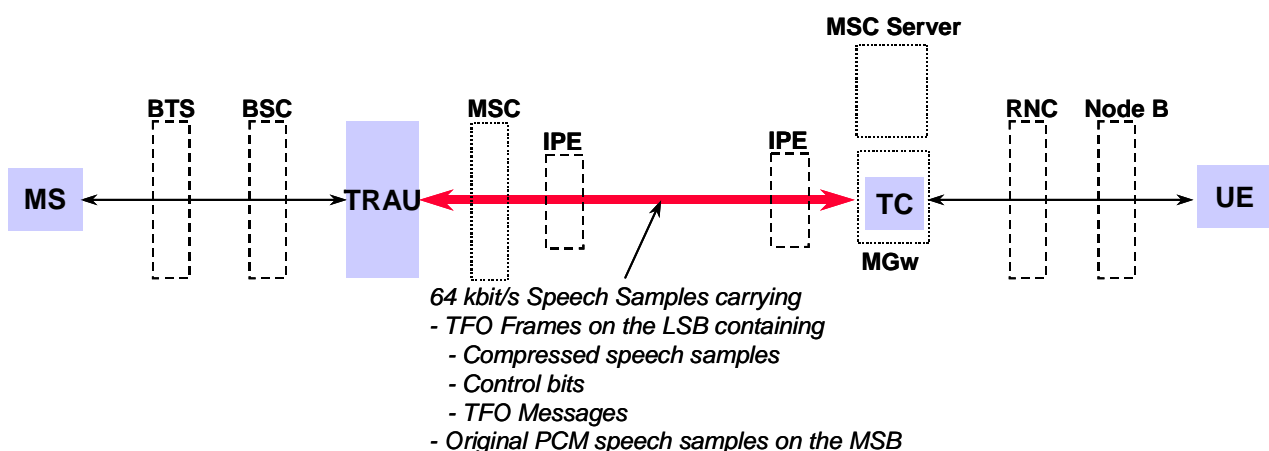 MSC Server
BTS
BSC
MSC
IPE
IPE
RNC
Node B
MS
TRAU
TC
UE
MGw
64 kbit/s Speech Samples carrying
- TFO Frames on the LSB containing
- Compressed speech samples
- Control bits
- TFO Messages
- Original PCM speech samples on the MSB